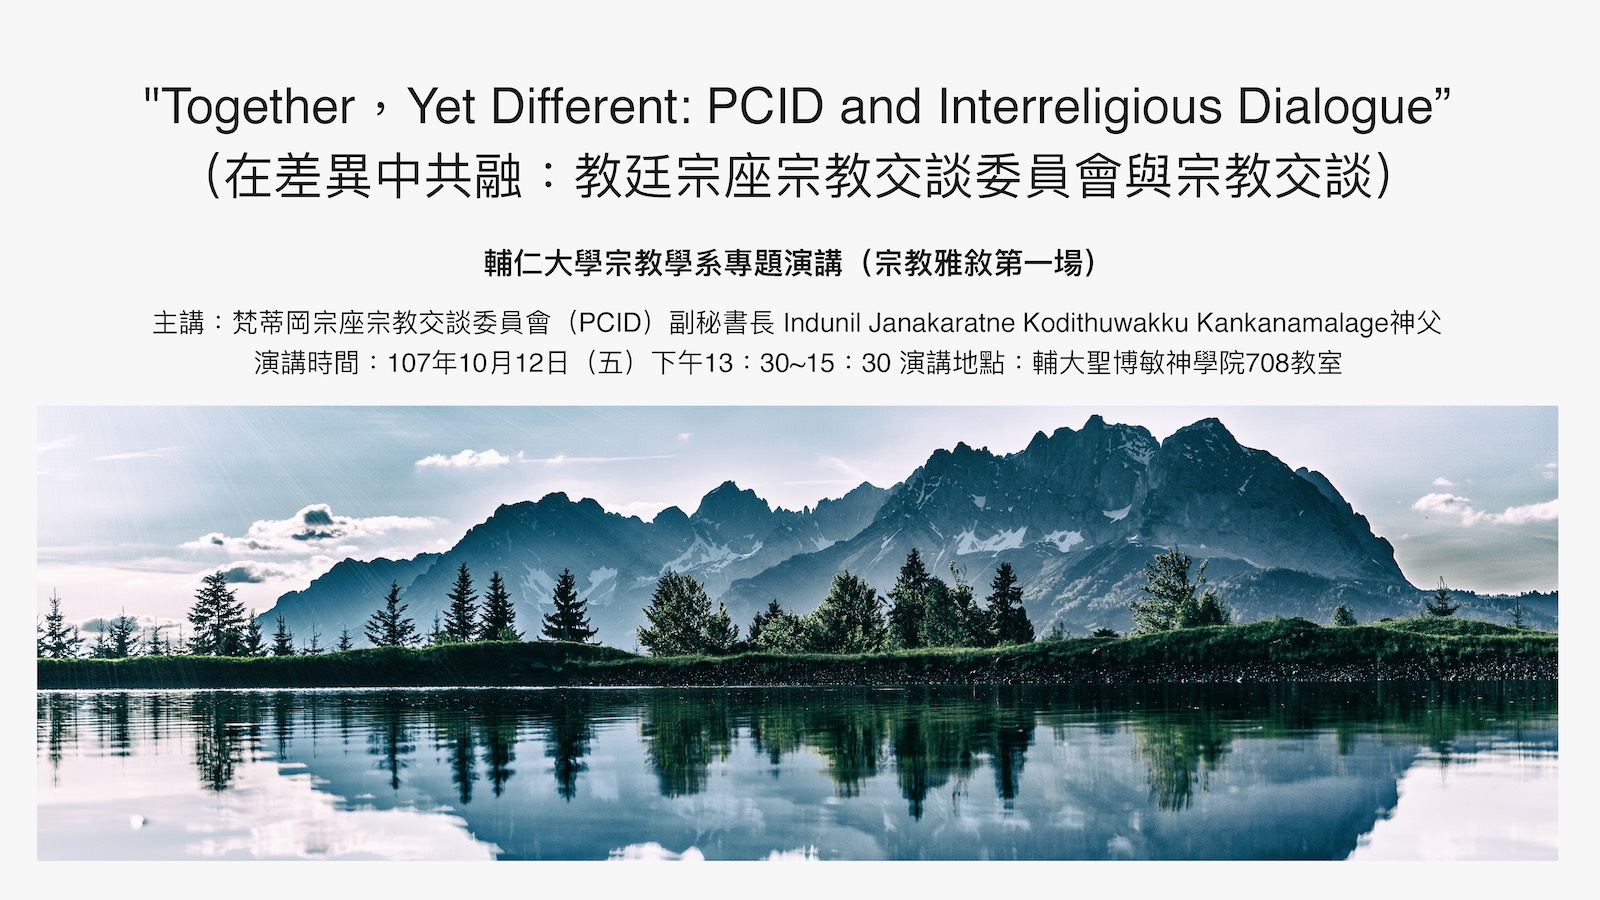 "Together，Yet Different: PCID and Interreligious Dialogue”
（在差異中共融：教廷宗座宗教交談委員會與宗教交談）
輔仁大學宗教學系專題演講（宗教雅敘第一場）
主講：梵蒂岡宗座宗教交談委員會（PCID）副秘書長 Indunil Janakaratne Kodithuwakku Kankanamalage神父
演講時間：107年10月12日（五）下午13：30~15：30 演講地點：輔大聖博敏神學院708教室